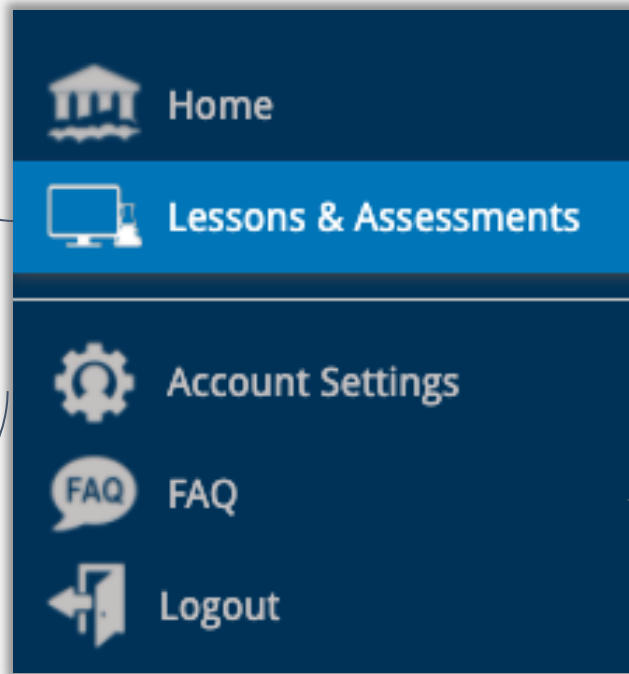 Home
Lessons & Assessments
Account Settings
FAQ FAQ
Logout